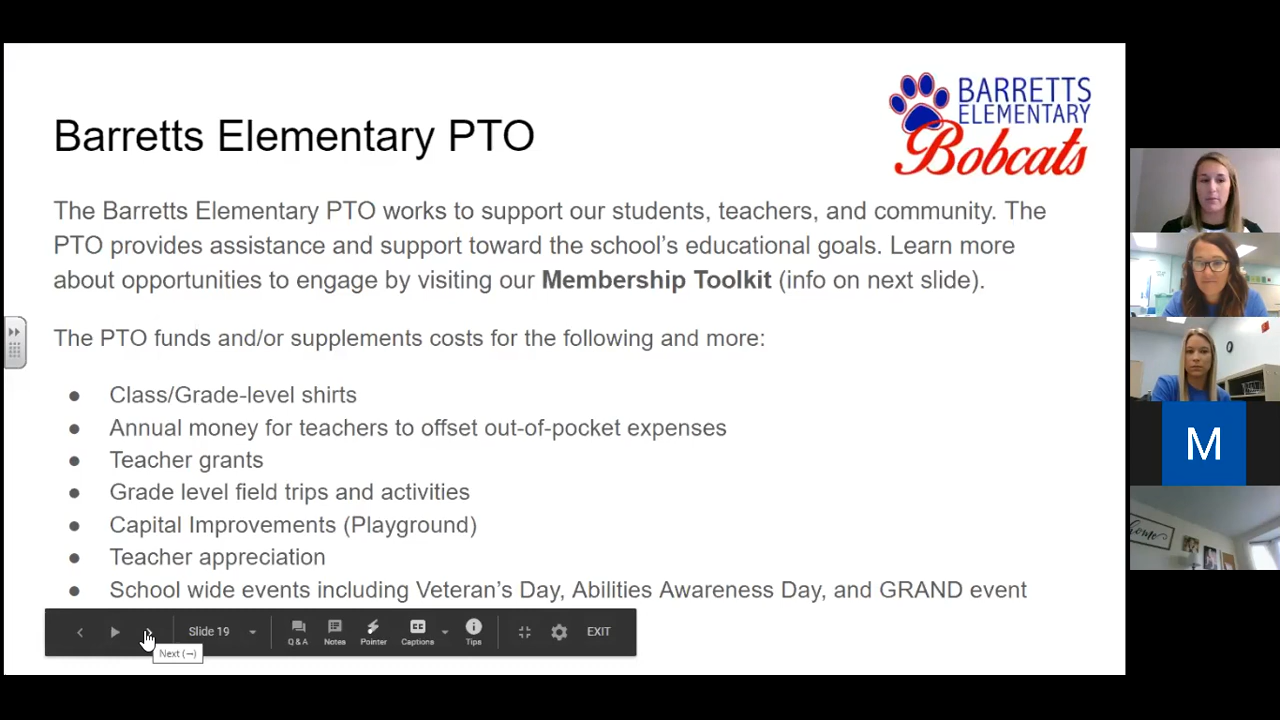 BARRETTS
ELEMENTARY
Bobcats
Barretts Elementary PTO
The Barretts Elementary PTO works to support our students, teachers, and community. The
PTO provides assistance and support toward the school's educational goals. Learn more
about opportunities to engage by visiting our Membership Toolkit (info on next slide).
The PTO funds and/or supplements costs for the following and more:
● Class/Grade-level shirts
● Annual money for teachers to offset out-of-pocket expenses
● Teacher grants
● Grade level field trips and activities
● Capital Improvements (Playground)
● Teacher appreciation
● School wide events including Veteran's Day, Abilities Awareness Day, and GRAND event
Slide 19
Q & A
Notes
Pointer
CC
Captions
Tips
EXIT
Next (→)
M
home